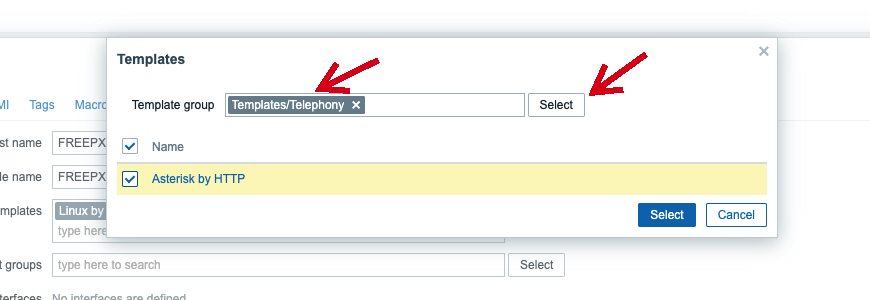 Templates ×
Template group Templates/Telephony × Select
Name
Asterisk by HTTP
Select Cancel
MI Tags Macro
st name FREEPX
le name FREEPX
mplates Linux by
type here
t groups type here to search Select
terfaces No interfaces are defined.